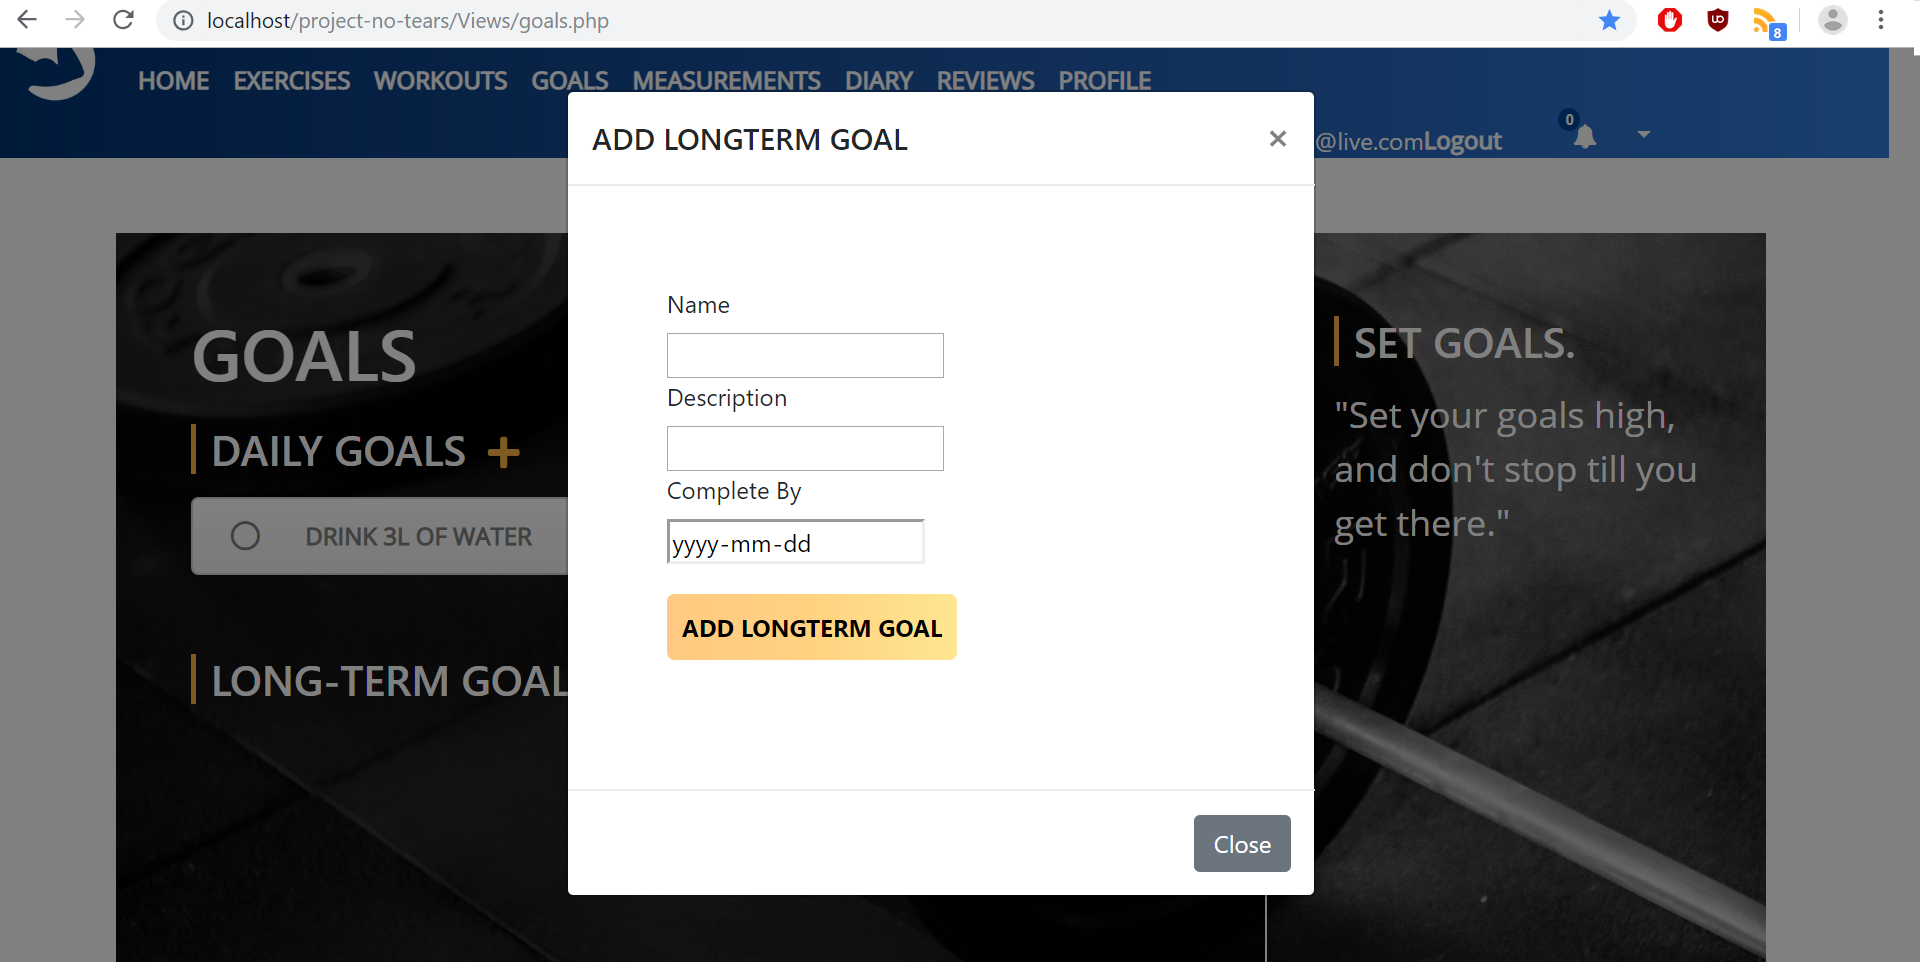 localhost/project-no-tears/Views/goals.php
8
HOME EXERCISES WORKOUTS GOALS MEASUREMENTS DIARY REVIEWS PROFILE
@live.comLogout
0
ADD LONGTERM GOAL
×
Name
Description
Complete By
yyyy-mm-dd
ADD LONGTERM GOAL
Close
GOALS
DAILY GOALS +
DRINK 3L OF WATER
LONG-TERM GOAL
SET GOALS.
"Set your goals high,
and don't stop till you
get there."